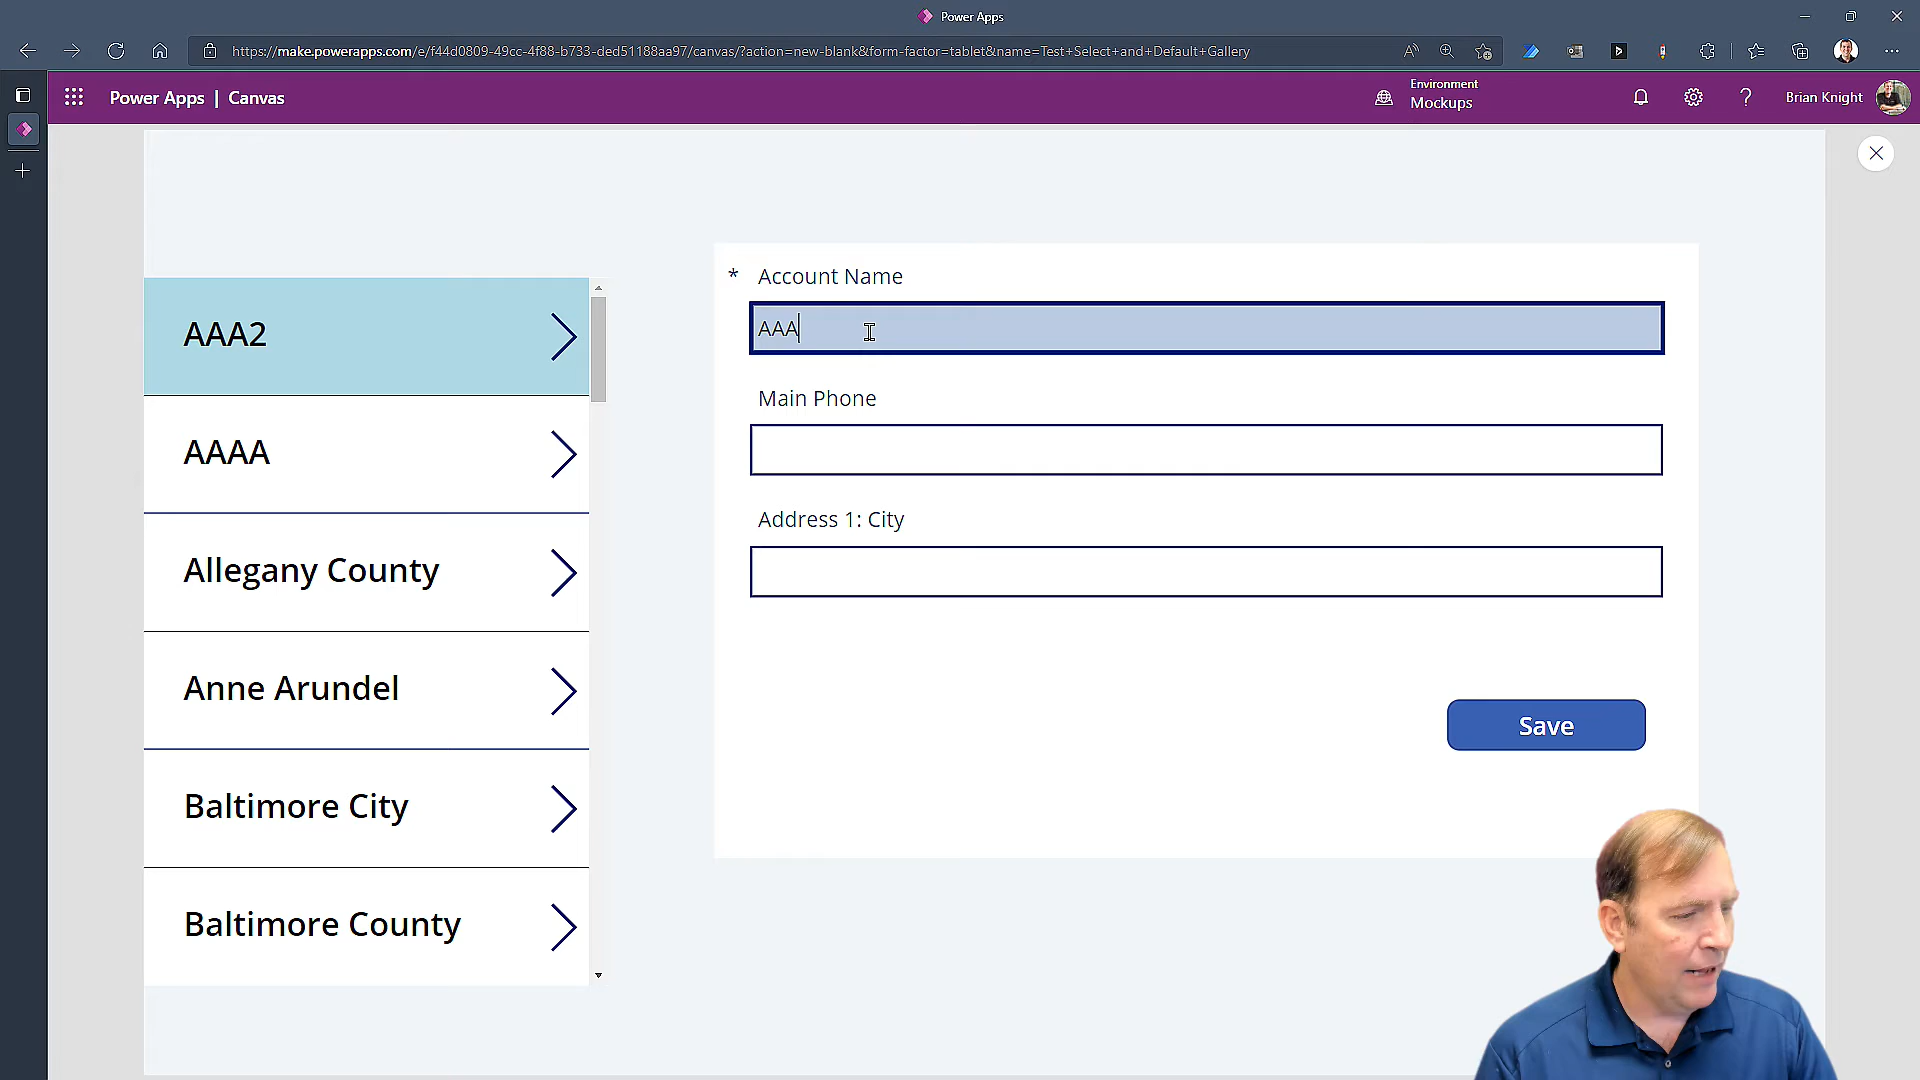 Power Apps
https://make.powerapps.com/e/f44d0809-49cc-4f88-b733-ded51188aa97/canvas/?action=new-blank&form-factor=tablet&name=Test+Select+and+Default+Gallery
Power Apps | Canvas
Environment
Mockups
Brian Knight
AAA2
AAAA
Allegany County
Anne Arundel
Baltimore City
Baltimore County
* Account Name
AAA
Main Phone
Address 1: City
Save